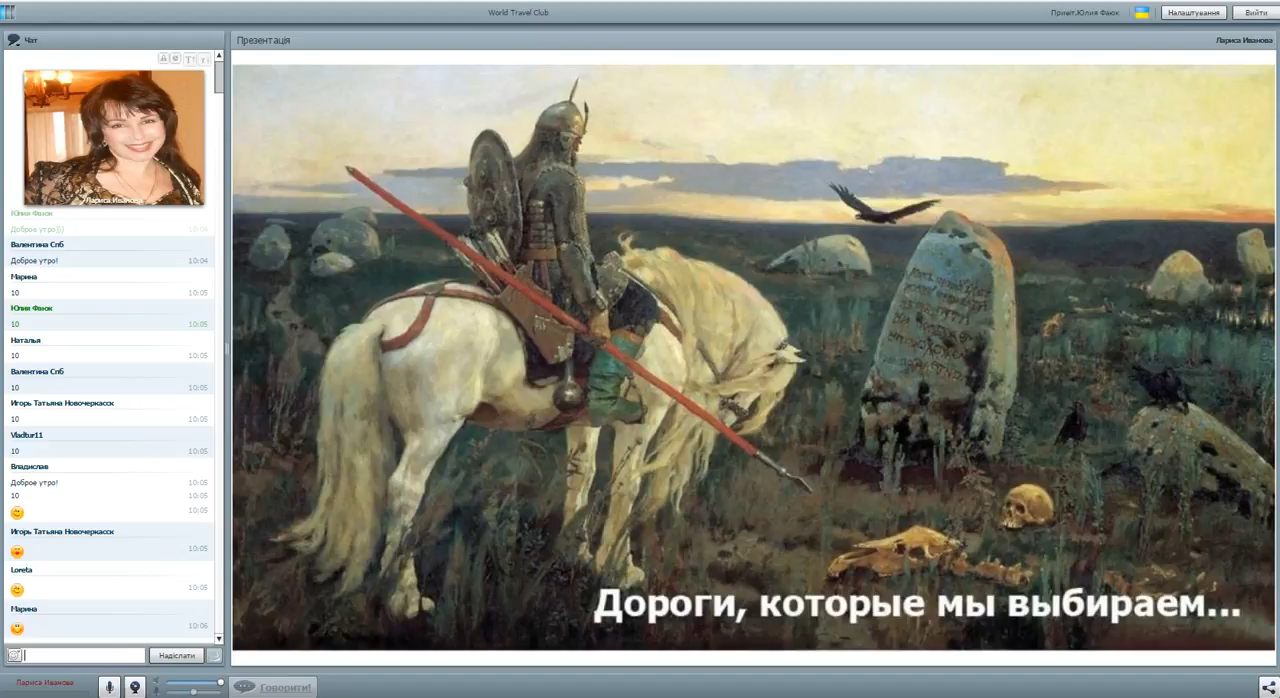 World Travel Club
Привіт,Юлия Фаюк
Налаштування
Вийти
Чат
Презентація
Лариса Иванова
Лариса Иванова
Юлия Фаюк
Доброе утро)))
10:04
Валентина Спб
Доброе утро!
10:04
Марина
10
10:05
Юлия Фаюк
10
10:05
Наталья
10
10:05
Валентина Спб
10
10:05
Игорь Татьяна Новочеркасск
10
10:05
Vladtur11
10
10:05
Владислав
Доброе утро!
10:05
10
10:05
10:05
Игорь Татьяна Новочеркасск
10:05
Loreta
10:05
Марина
10:06
Надіслати
Дороги, которые мы выбираем...
Лариса Иванова
Говорити!